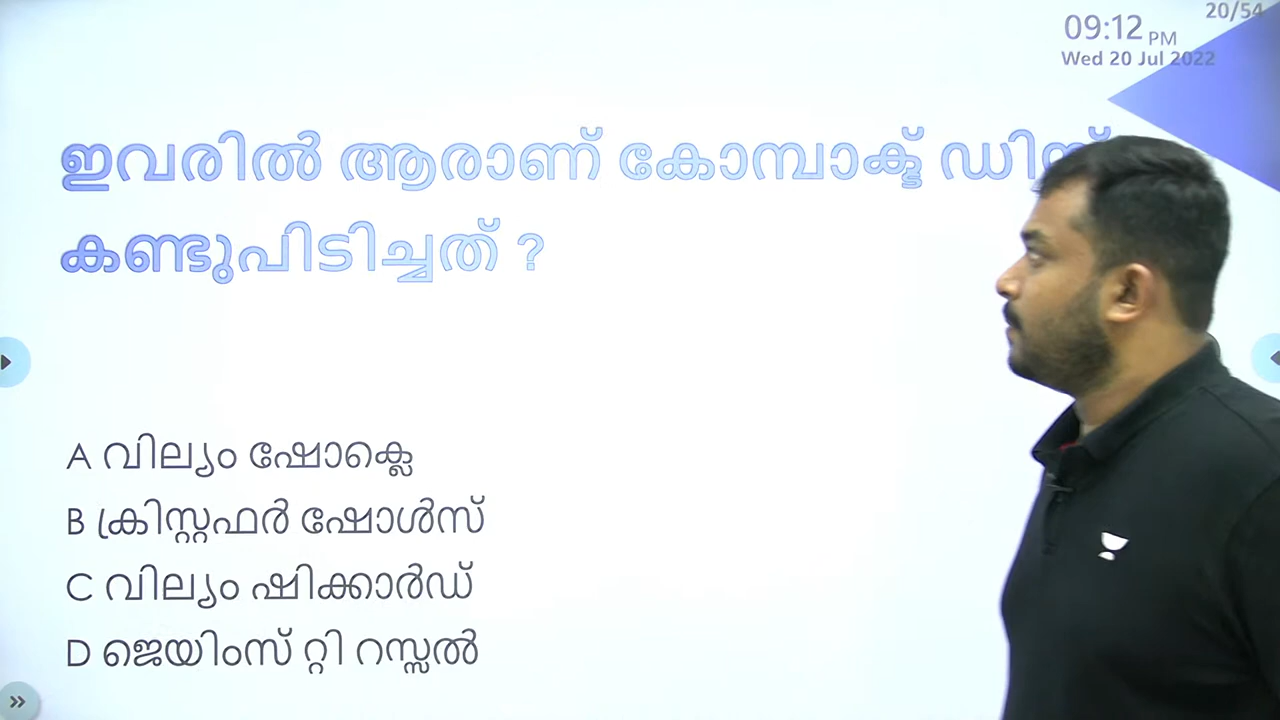 20/54
09:12 PM
Wed 20 Jul 2022
ഇവരിൽ ആരാണ് കോമ്പാക്ട്
കണ്ടുപിടിച്ചത് ?
A വില്യം ഷോക്ലെ
B ക്രിസ്റ്റഫർ ഷോൾസ്
C വില്യം ഷിക്കാർഡ്
D ജെയിംസ് റ്റി റസ്സൽ